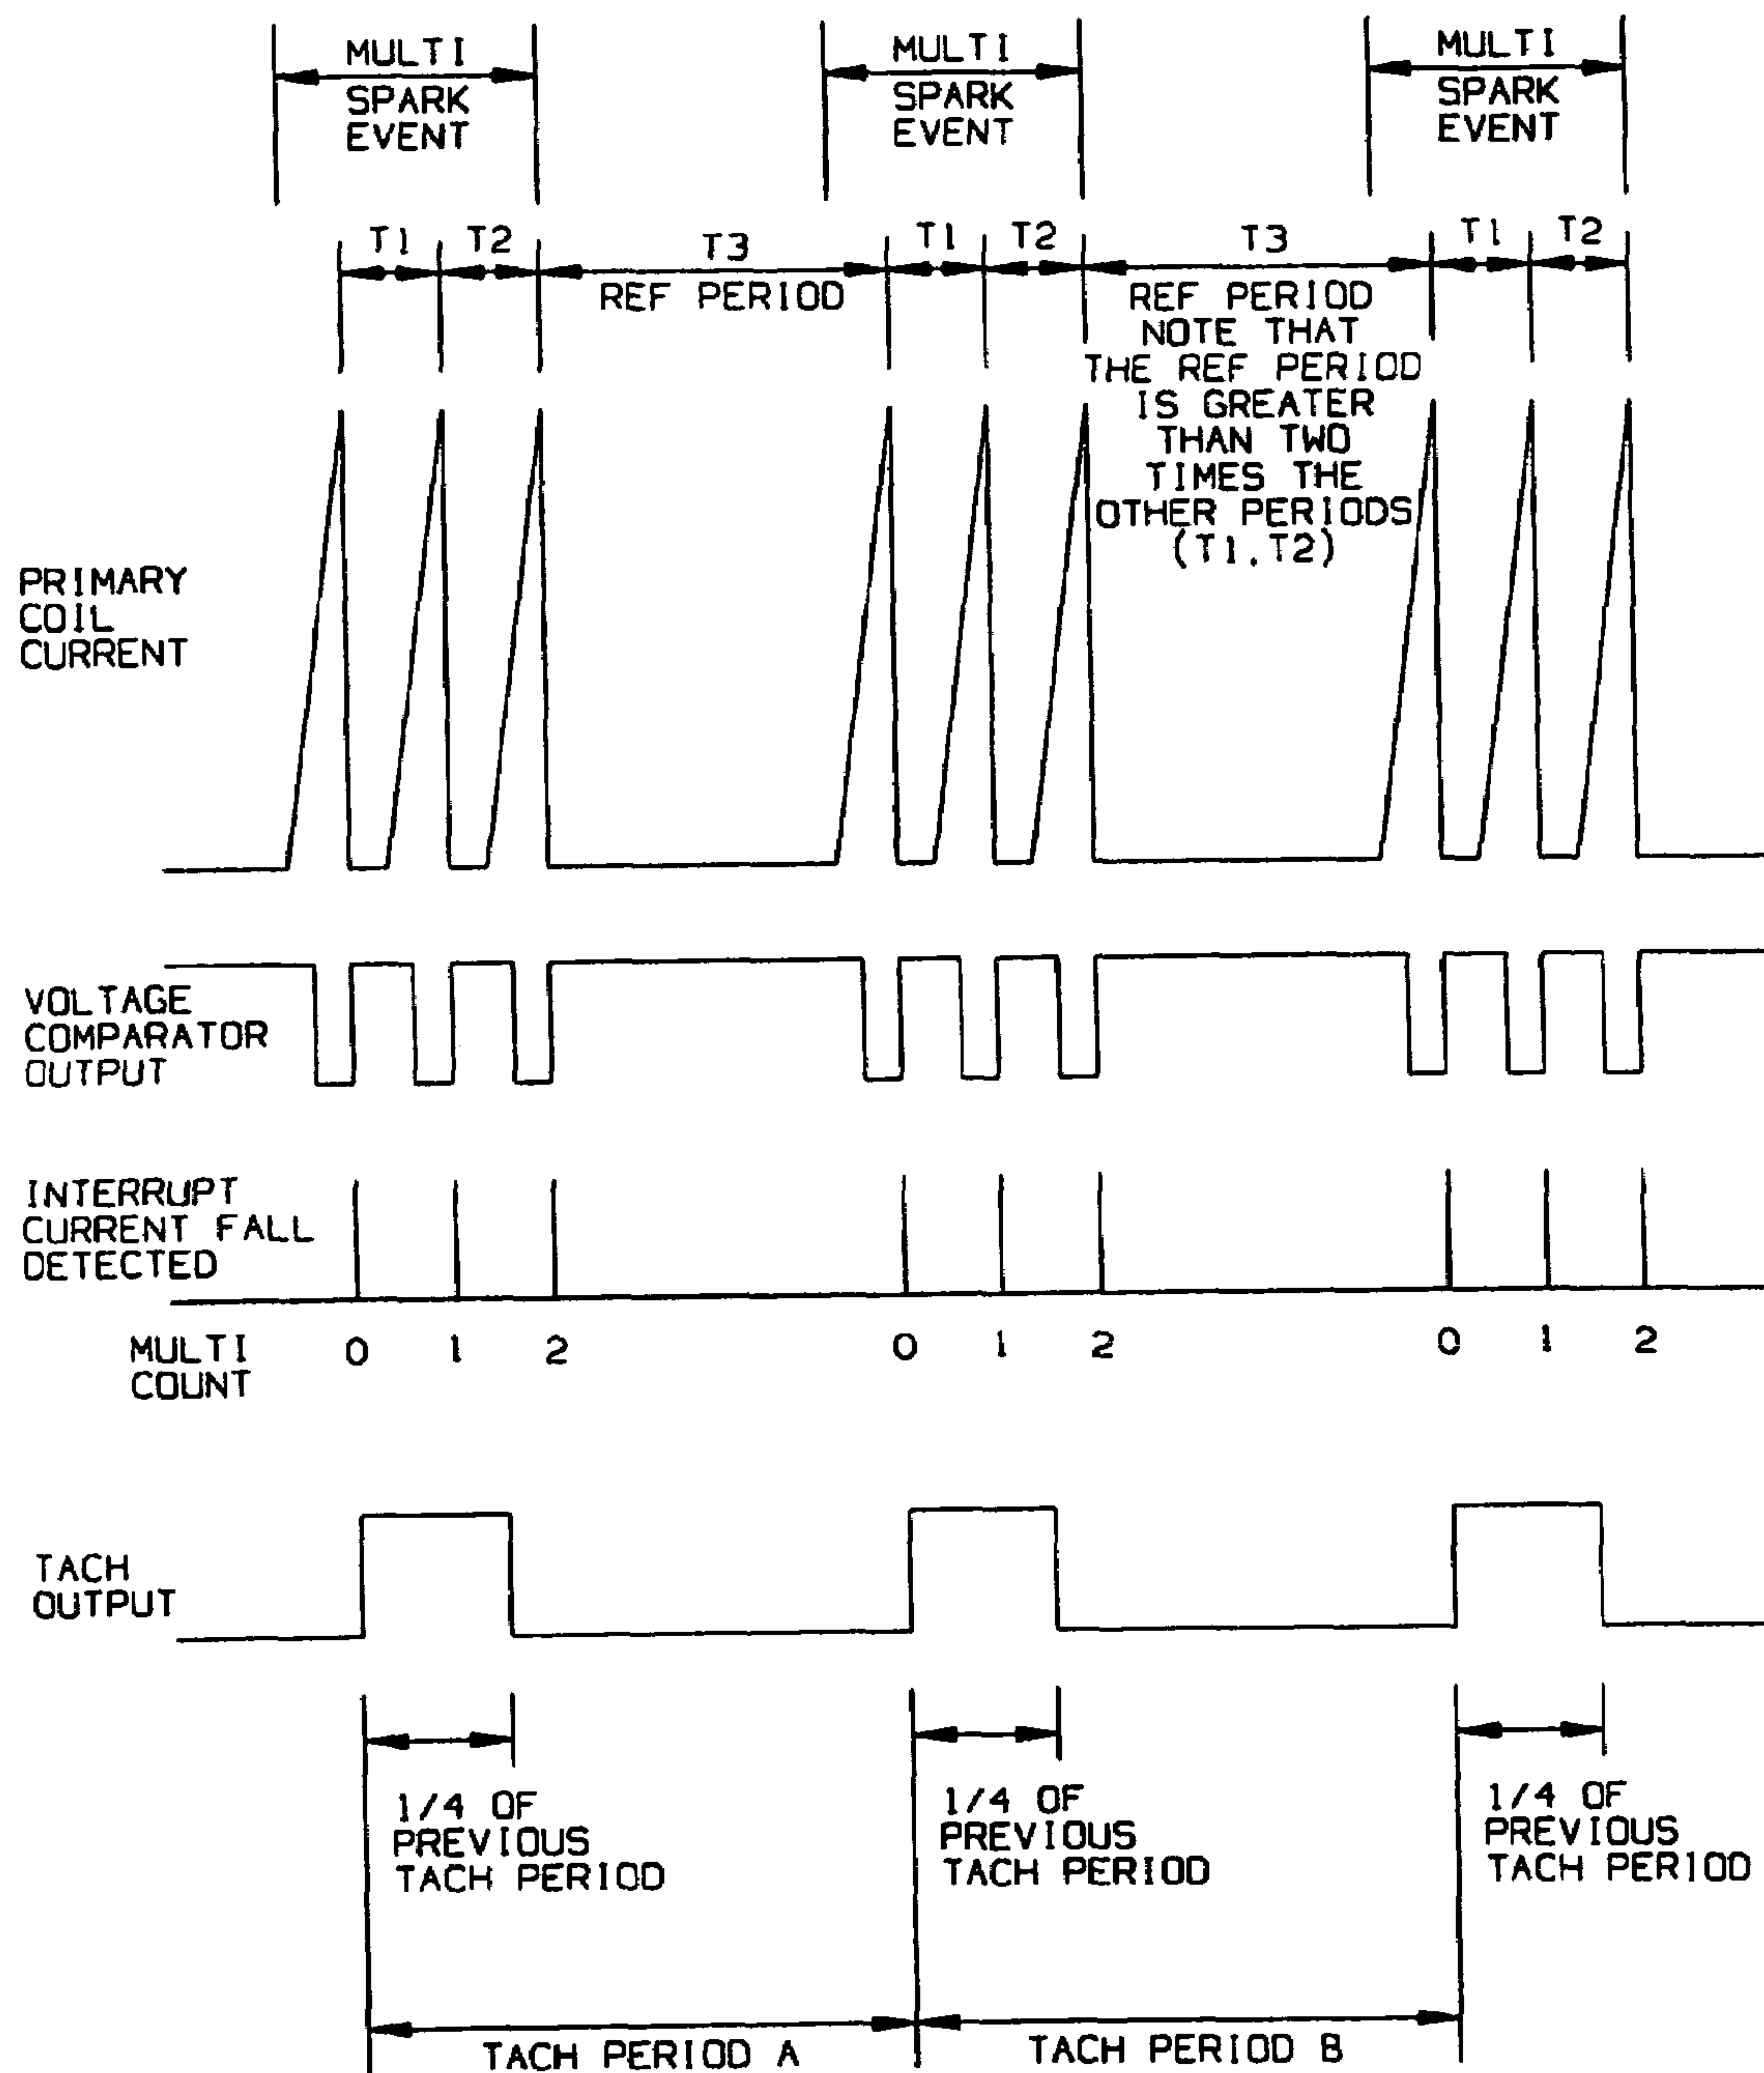 MULTI
SPARK
EVENT
MULTI
SPARK
EVENT
MULTI
SPARK
EVENT
T1
T2
T3
T1
T2
T3
T1
T2
REF PERIOD
REF PERIOD
NOTE THAT
THE REF PERIOD
IS GREATER
THAN TWO
TIMES THE
OTHER PERIODS
(T1,T2)
PRIMARY
COIL
CURRENT
VOLTAGE
COMPARATOR
OUTPUT
INTERRUPT
CURRENT FALL
DETECTED
MULTI
COUNT
0 1 2 0 1 2 0 1 2
TACH
OUTPUT
1/4 OF
PREVIOUS
TACH PERIOD
1/4 OF
PREVIOUS
TACH PERIOD
1/4 OF
PREVIOUS
TACH PERIOD
TACH PERIOD A
TACH PERIOD B